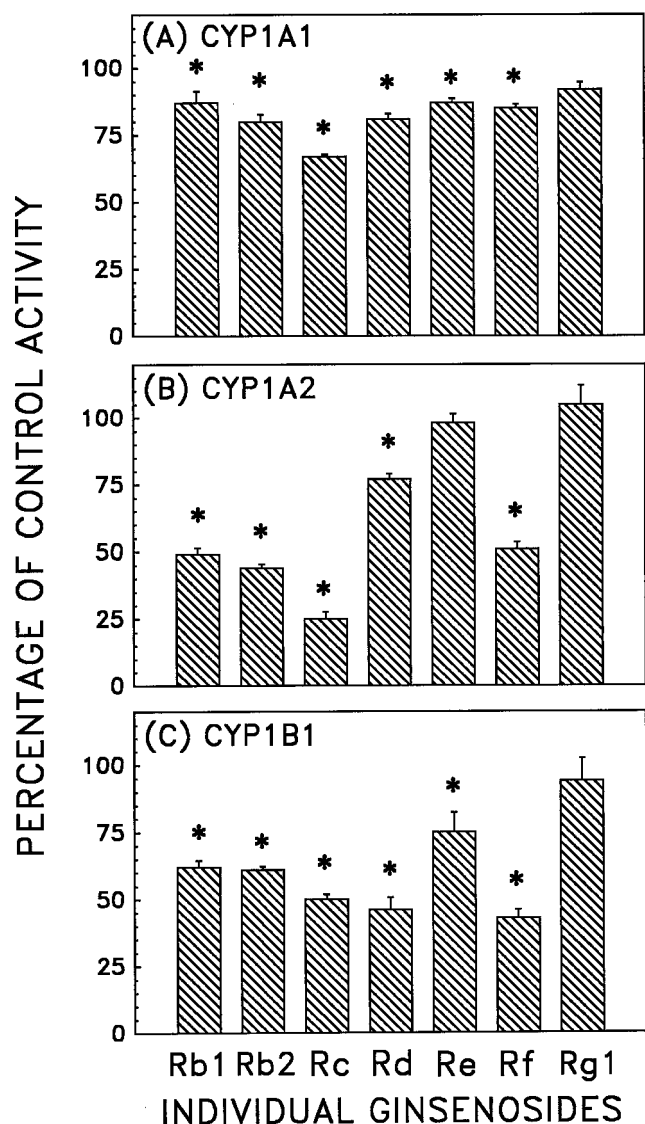 PERCENTAGE OF CONTROL ACTIVITY
(A) CYP1A1
100
75
50
25
0
* * * * * *
(B) CYP1A2
100
75
50
25
0
* * * * *
(C) CYP1B1
100
75
50
25
0
* * * * * *
Rb1 Rb2 Rc Rd Re Rf Rg1
INDIVIDUAL GINSENOSIDES